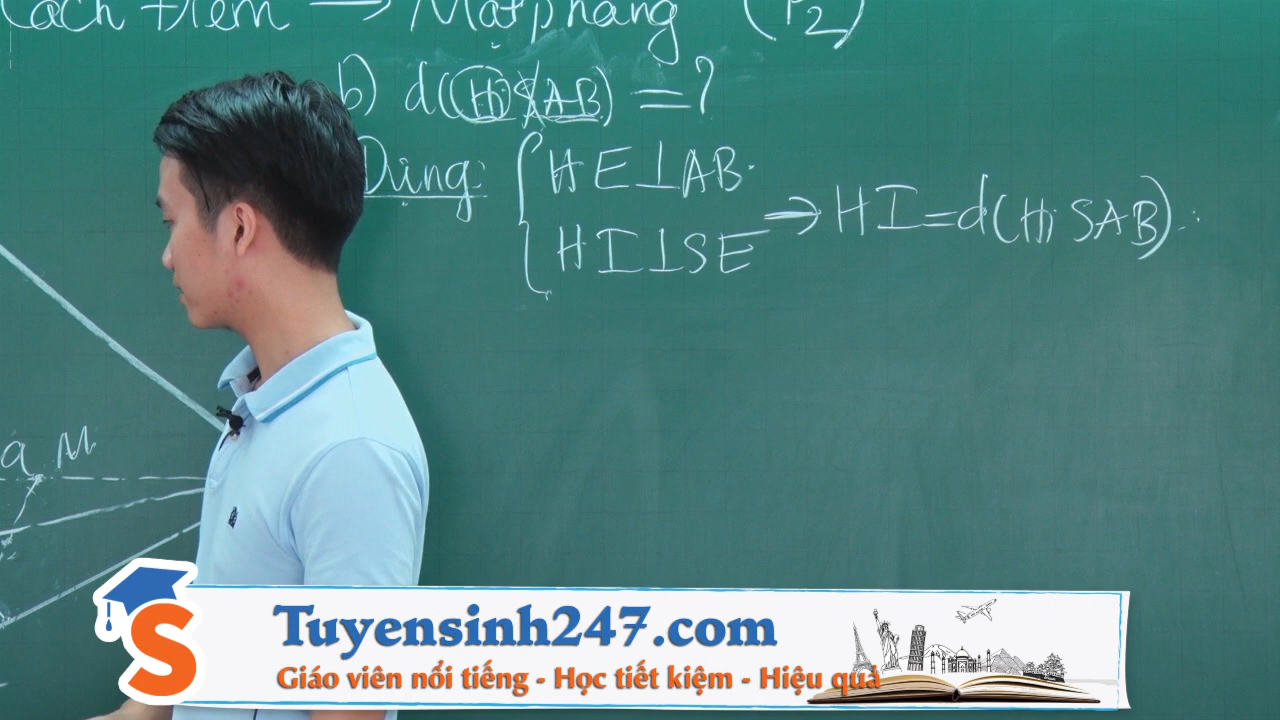 Cách Điểm → Mặt phẳng (P2)
b) d(H; SAB) = ?
Dựng: { HE⊥AB.
HI⊥SE
⇒ HI=d(H; SAB).
a M
S
Tuyensinh247.com
Giáo viên nổi tiếng - Học tiết kiệm - Hiệu quả